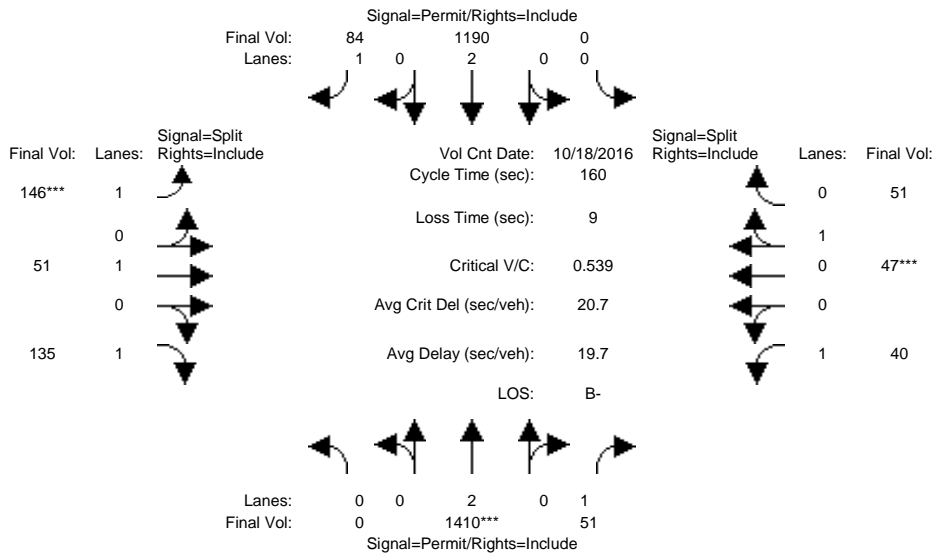 Signal=Permit/Rights=Include
Final Vol: 84 1190 0
Lanes: 1 0 2 0 0
Signal=Split
Final Vol: Lanes: Rights=Include
Vol Cnt Date: 10/18/2016
Signal=Split
Rights=Include Lanes: Final Vol:
Cycle Time (sec): 160
146*** 1
0 51
Loss Time (sec): 9
0
1
51 1
Critical V/C: 0.539
0 47***
0
Avg Crit Del (sec/veh): 20.7
0
135 1
Avg Delay (sec/veh): 19.7
1 40
LOS: B-
Lanes: 0 0 2 0 1
Final Vol: 0 1410*** 51
Signal=Permit/Rights=Include